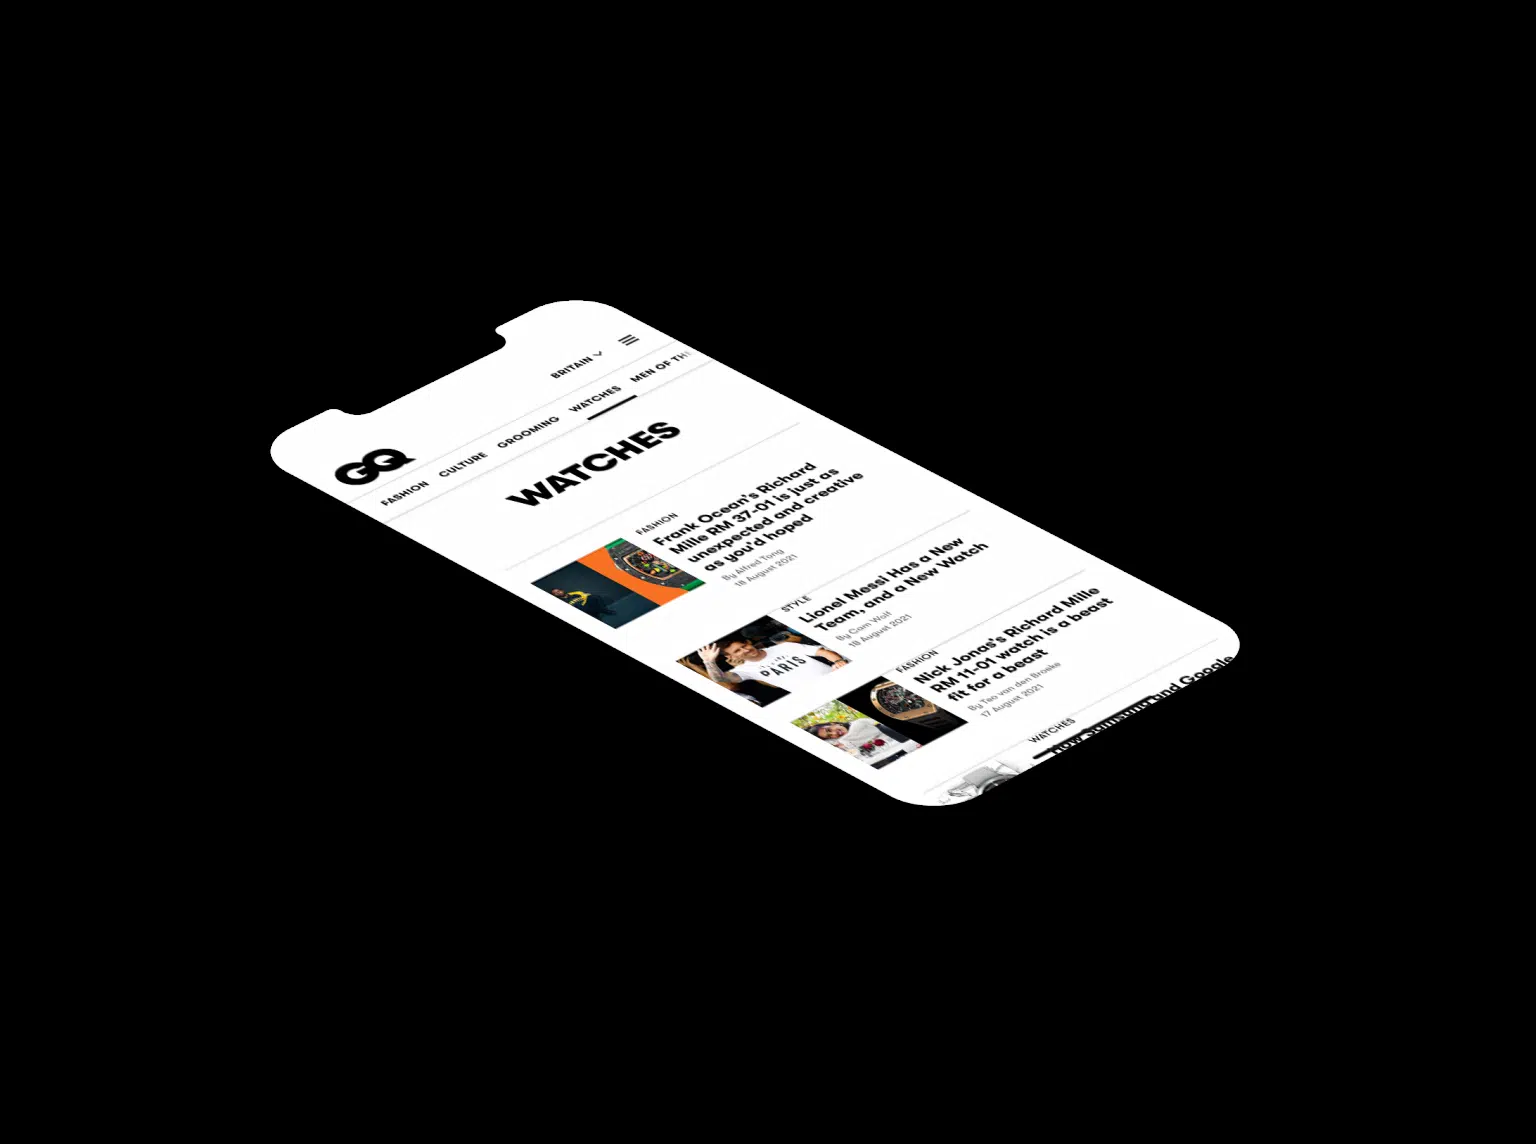 BRITAIN
GQ
FASHION CULTURE GROOMING WATCHES MEN OF TH
WATCHES
FASHION
Frank Ocean's Richard
Mille RM 37-01 is just as
unexpected and creative
as you'd hoped
By Alfred Tong
18 August 2021
STYLE
Lionel Messi Has a New
Team, and a New Watch
By Cam Wolf
18 August 2021
PARIS
FASHION
Nick Jonas's Richard Mille
RM 11-01 watch is a beast
fit for a beast
By Teo van den Broeke
17 August 2021
WATCHES
How Samsung and Google